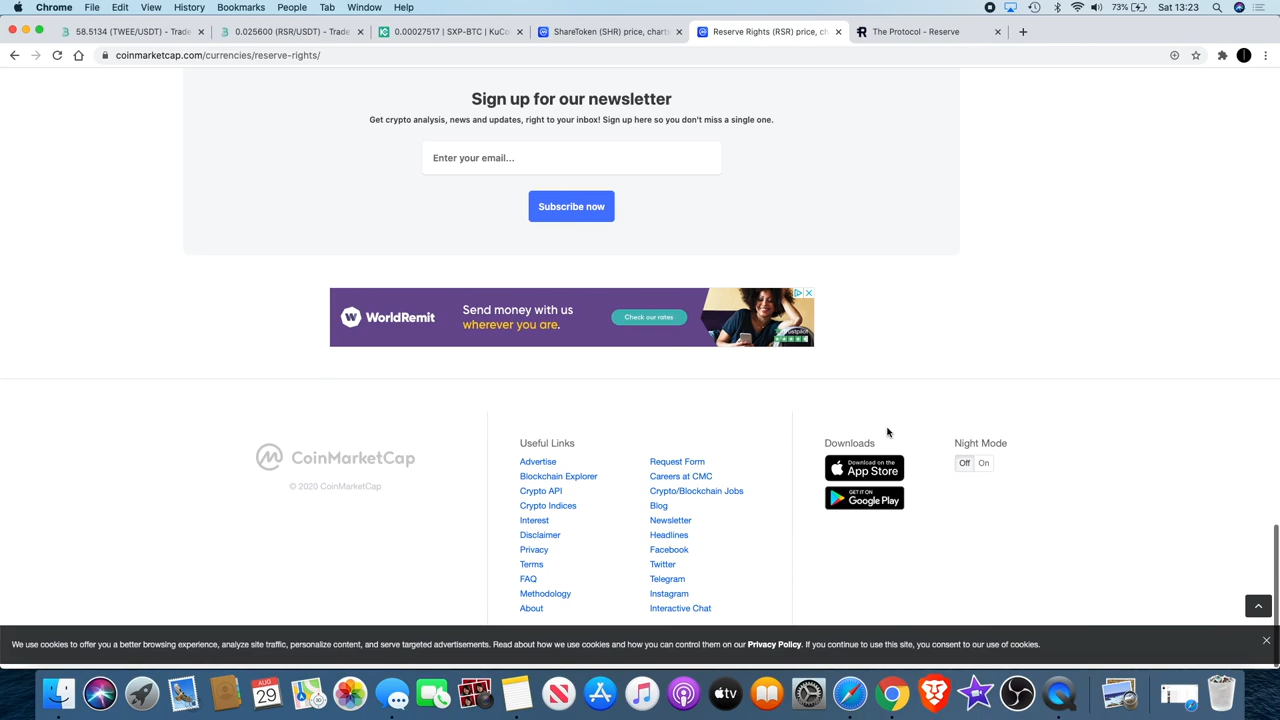 Chrome File Edit View History Bookmarks People Tab Window Help 73% Sat 13:23
58.5134 (TWEE/USDT) - Trade
0.025600 (RSR/USDT) - Trade
0.00027517 | SXP-BTC | KuCo
ShareToken (SHR) price, chart
Reserve Rights (RSR) price, ch
The Protocol - Reserve
coinmarketcap.com/currencies/reserve-rights/
Sign up for our newsletter
Get crypto analysis, news and updates, right to your inbox! Sign up here so you don't miss a single one.
Enter your email...
Subscribe now
WorldRemit
Send money with us
wherever you are.
Check our rates
Trustpilot
CoinMarketCap
© 2020 CoinMarketCap
Useful Links
Advertise
Blockchain Explorer
Crypto API
Crypto Indices
Interest
Disclaimer
Privacy
Terms
FAQ
Methodology
About
Request Form
Careers at CMC
Crypto/Blockchain Jobs
Blog
Newsletter
Headlines
Facebook
Twitter
Telegram
Instagram
Interactive Chat
Downloads
Download on the
App Store
GET IT ON
Google Play
Night Mode
Off On
We use cookies to offer you a better browsing experience, analyze site traffic, personalize content, and serve targeted advertisements. Read about how we use cookies and how you can control them on our Privacy Policy. If you continue to use this site, you consent to our use of cookies.
AUG
29
tv